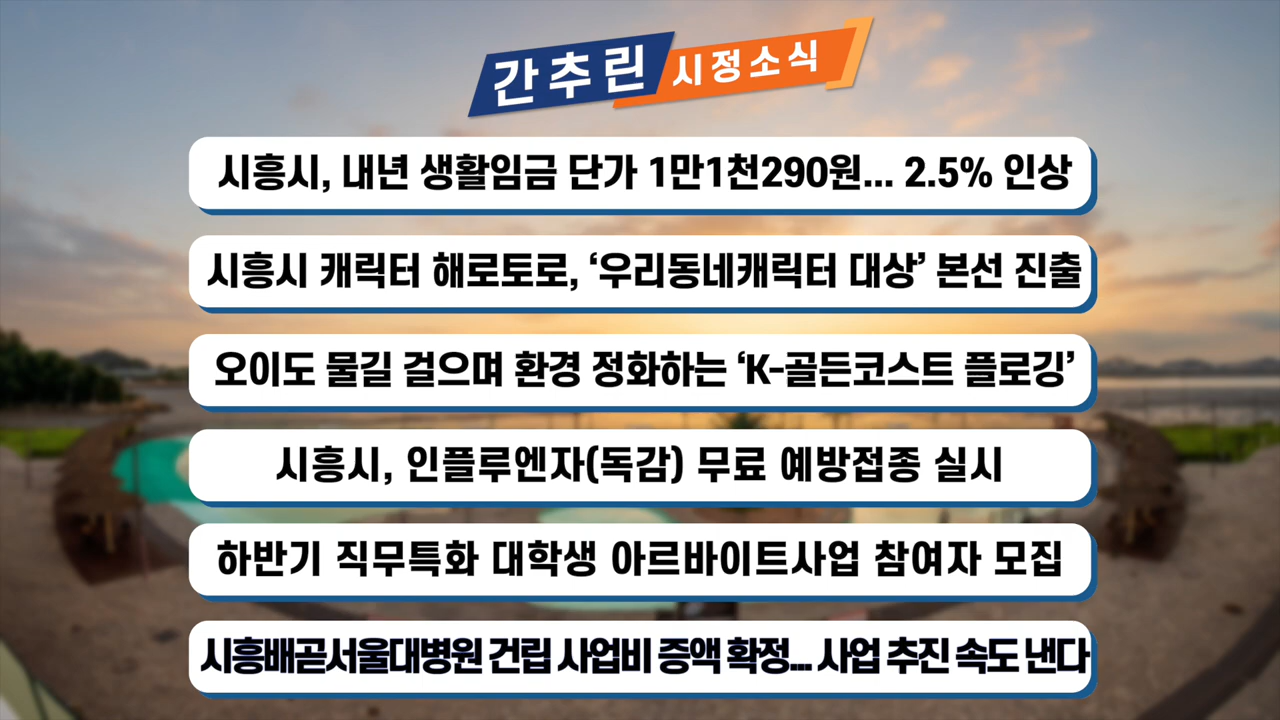 간추린 시정소식
시흥시, 내년 생활임금 단가 1만1천290원... 2.5% 인상
시흥시 캐릭터 해로토로, ‘우리동네캐릭터 대상’ 본선 진출
오이도 물길 걸으며 환경 정화하는 ‘K-골든코스트 플로깅’
시흥시, 인플루엔자(독감) 무료 예방접종 실시
하반기 직무특화 대학생 아르바이트사업 참여자 모집
시흥배곧서울대병원 건립 사업비 증액 확정... 사업 추진 속도 낸다